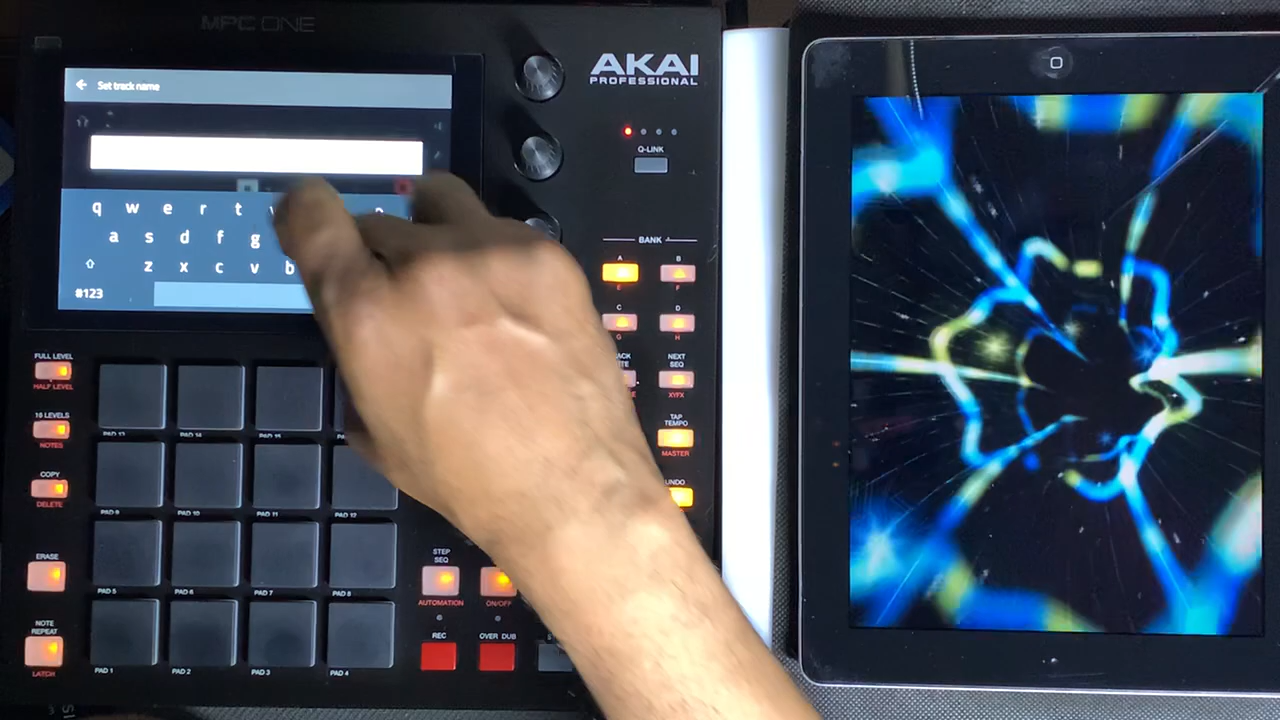 MPC ONE
AKAI
PROFESSIONAL
Set track name
Q-LINK
q w e r t
a s d f g
z x c v b
#123
BANK
A B
E F
C D
G H
NEXT
SEQ
XYFX
TAP
TEMPO
MASTER
UNDO
FULL LEVEL
HALF LEVEL
16 LEVELS
NOTES
COPY
DELETE
ERASE
NOTE
REPEAT
LATCH
PAD 13 PAD 14 PAD 15
PAD 9 PAD 10 PAD 11 PAD 12
PAD 5 PAD 6 PAD 7 PAD 8
PAD 1 PAD 2 PAD 3 PAD 4
STEP
SEQ
AUTOMATION ON/OFF
REC OVER DUB